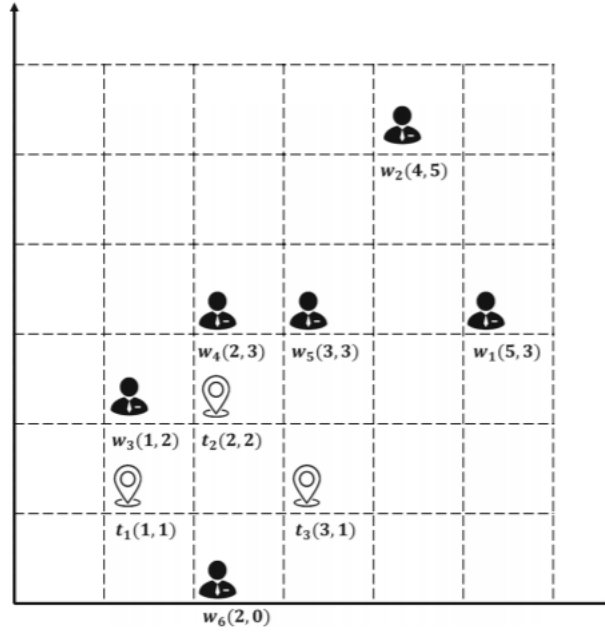 w₂(4,5)
w₄(2,3) w₅(3,3) w₁(5,3)
w₃(1,2) t₂(2,2)
t₁(1,1) t₃(3,1)
w₆(2,0)